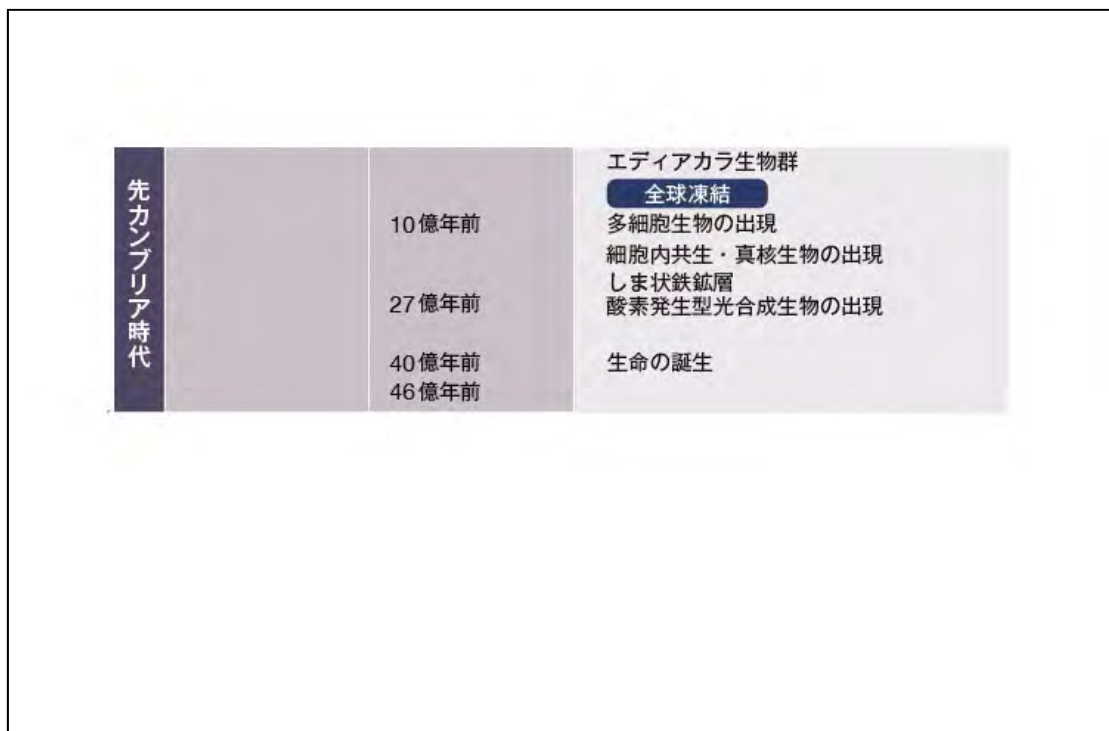 先カンブリア時代
エディアカラ生物群
全球凍結
10億年前 多細胞生物の出現
細胞内共生・真核生物の出現
しま状鉄鉱層
27億年前 酸素発生型光合成生物の出現
40億年前 生命の誕生
46億年前